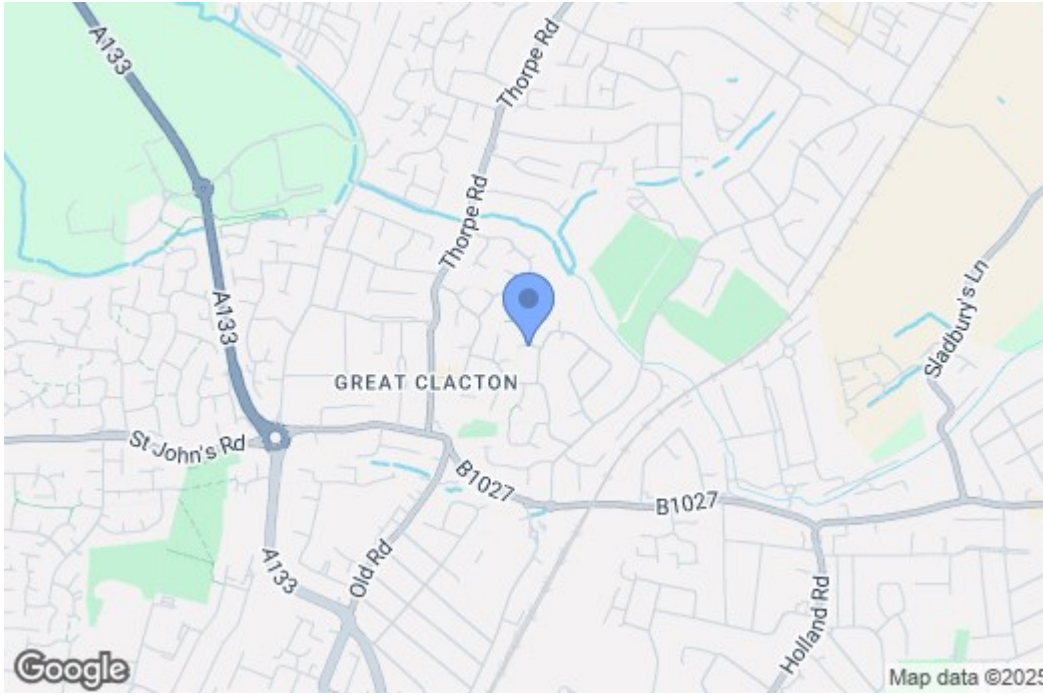 A133
Thorpe Rd
Thorpe Rd
A133
Sladbury's Ln
GREAT CLACTON
St John's Rd
B1027
B1027
A133
Old Rd
Holland Rd
Google
Map data ©2025